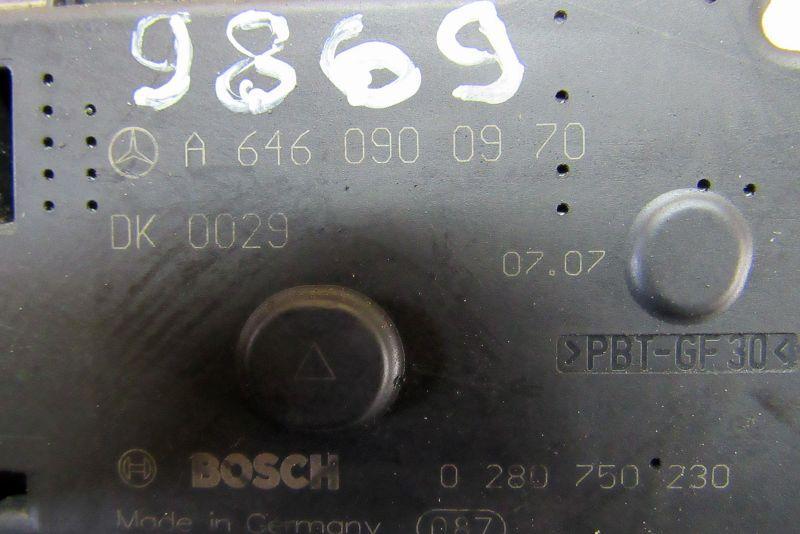 9869
A 646 090 09 70
DK 0029
07.07
>PBT-GF30<
BOSCH 0 280 750 230
Made in Germany 087